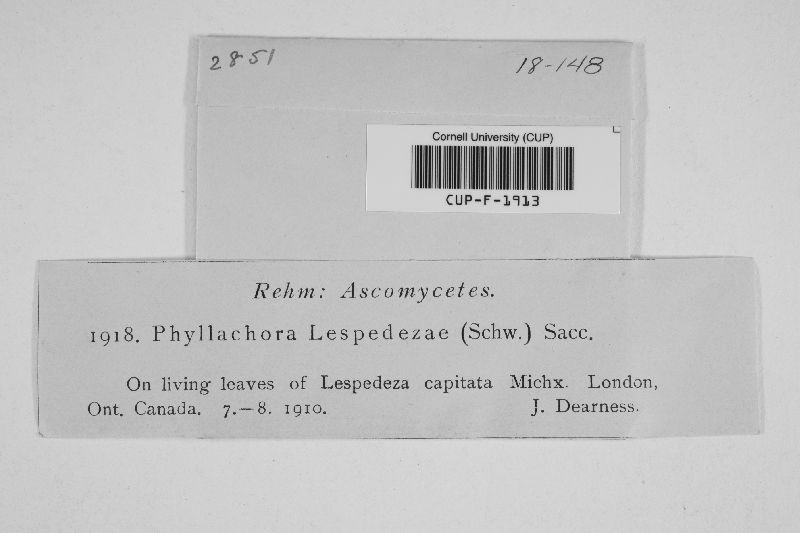 2851 18-148
Cornell University (CUP)
CUP-F-1913
Rehm: Ascomycetes.
1918. Phyllachora Lespedezae (Schw.) Sacc.
On living leaves of Lespedeza capitata Michx. London,
Ont. Canada. 7.—8. 1910. J. Dearness.